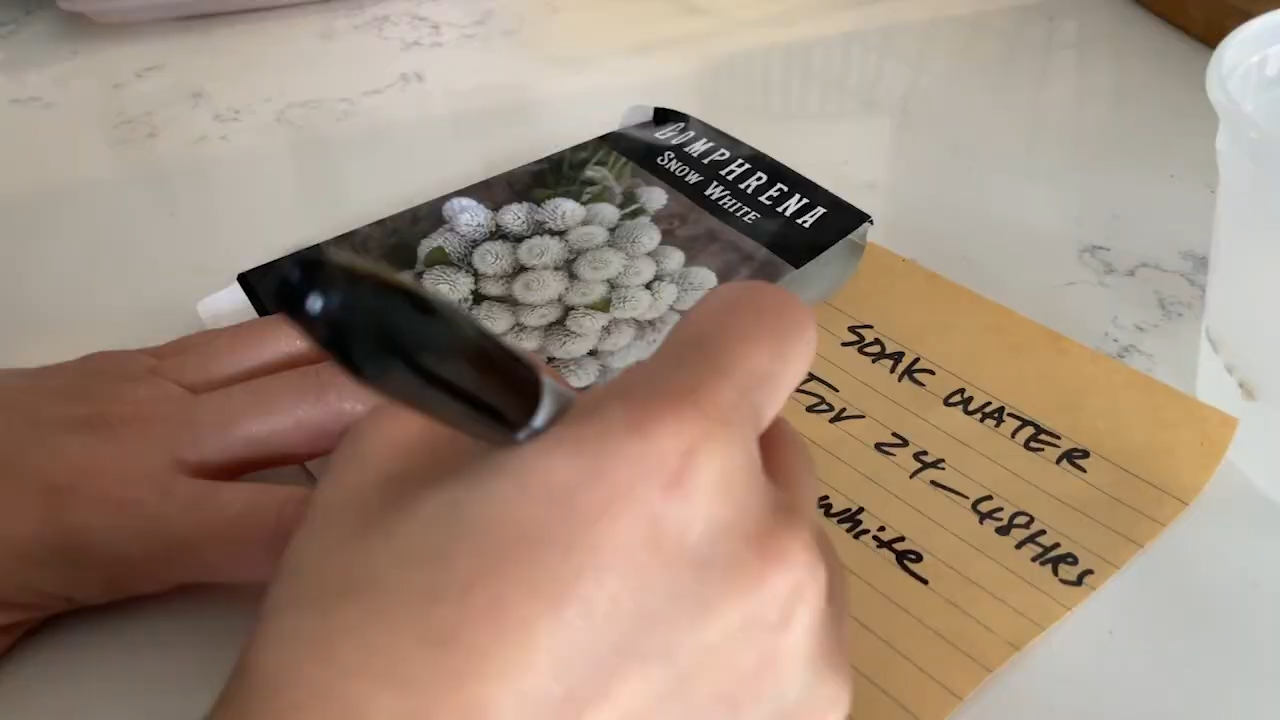 GOMPHRENA
SNOW WHITE
SOAK WATER
FOR 24-48HRS
white